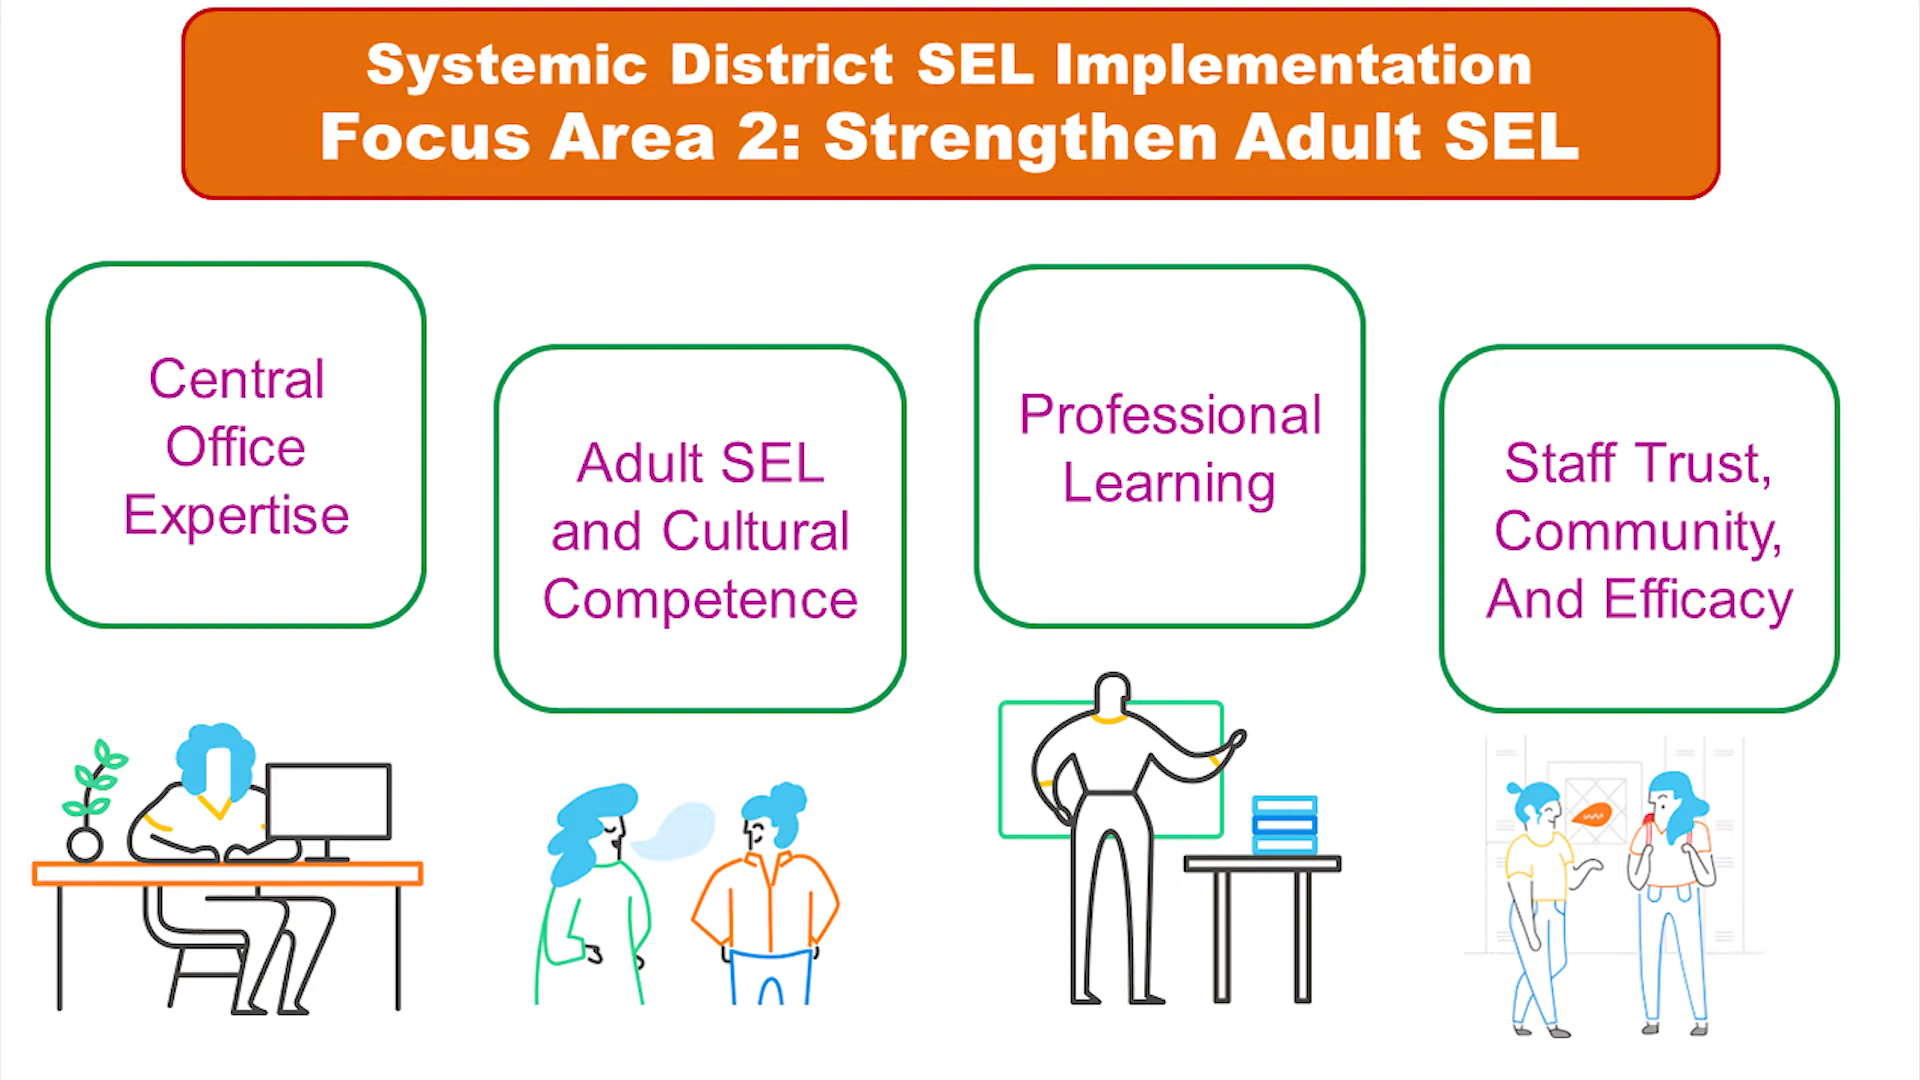 Systemic District SEL Implementation
Focus Area 2: Strengthen Adult SEL
Central
Office
Expertise
Adult SEL
and Cultural
Competence
Professional
Learning
Staff Trust,
Community,
And Efficacy